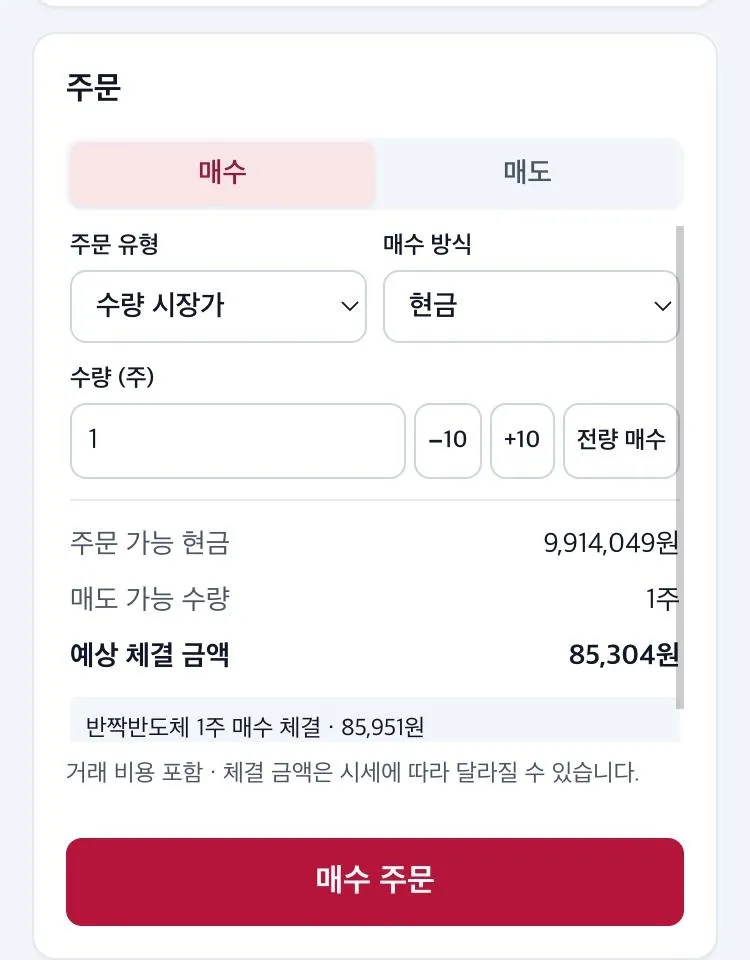 주문
매수 매도
주문 유형 매수 방식
수량 시장가 현금
수량 (주)
1 −10 +10 전량 매수
주문 가능 현금 9,914,049원
매도 가능 수량 1주
예상 체결 금액 85,304원
반짝반도체 1주 매수 체결 · 85,951원
거래 비용 포함 · 체결 금액은 시세에 따라 달라질 수 있습니다.
매수 주문